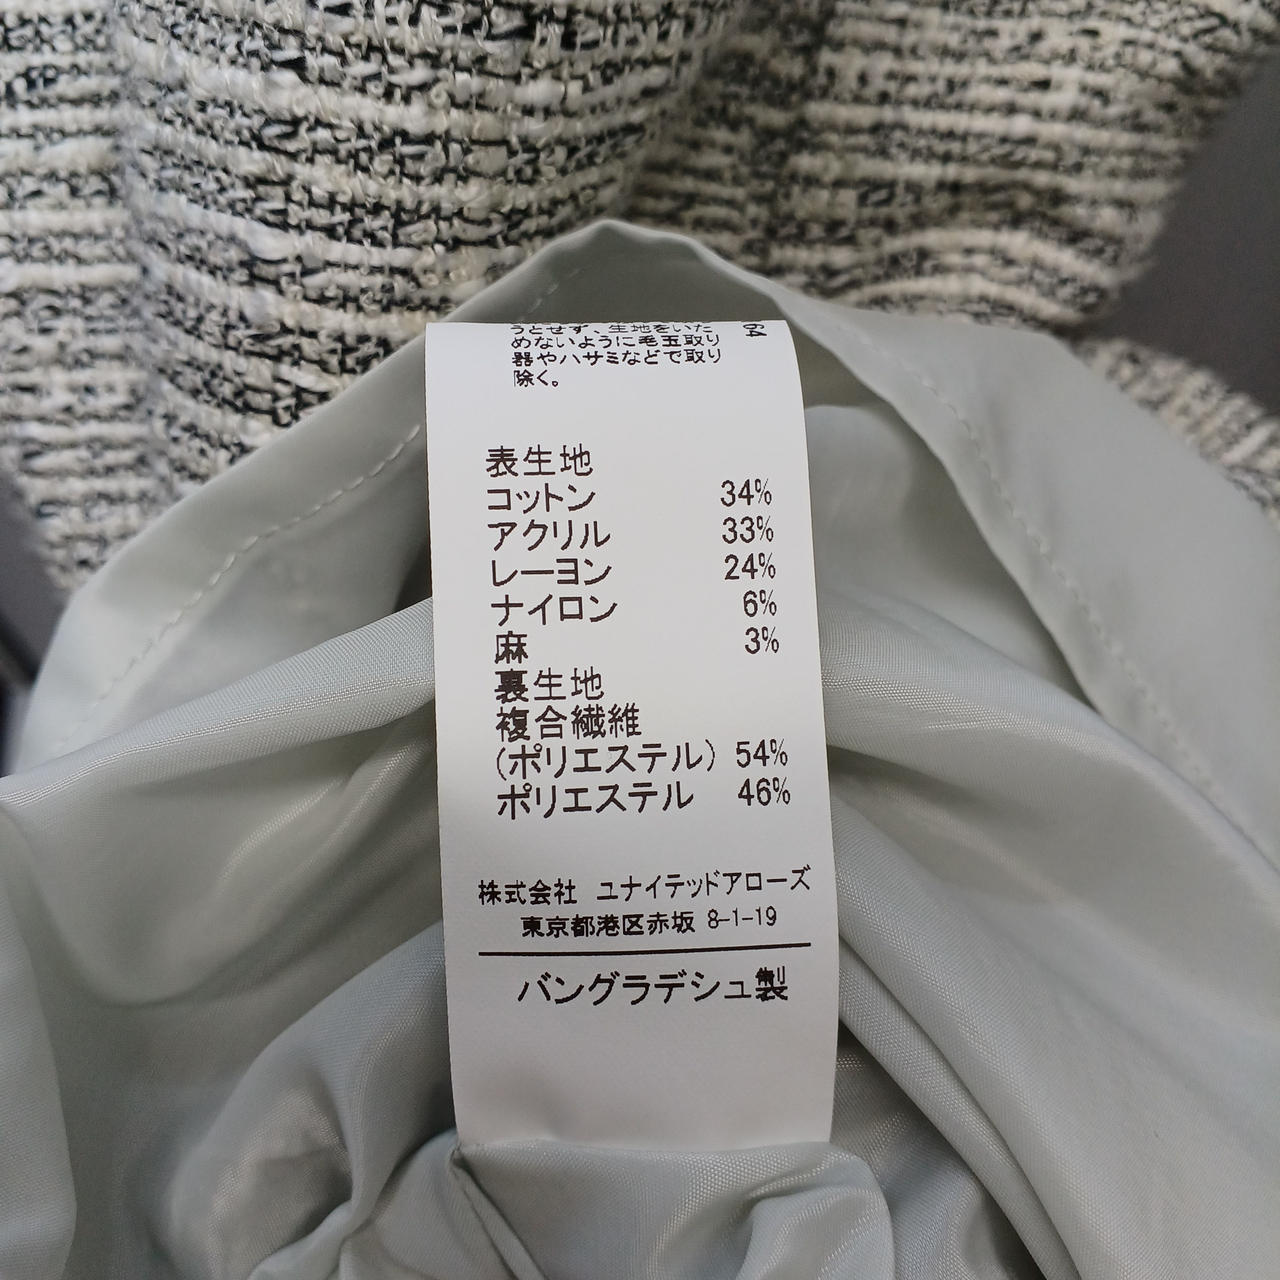 うとせず、生地をいた
めないように毛玉取り
器やハサミなどで取り
除く。
表生地
コットン 34%
アクリル 33%
レーヨン 24%
ナイロン 6%
麻 3%
裏生地
複合繊維
(ポリエステル) 54%
ポリエステル 46%
株式会社 ユナイテッドアローズ
東京都港区赤坂 8-1-19
バングラデシュ製